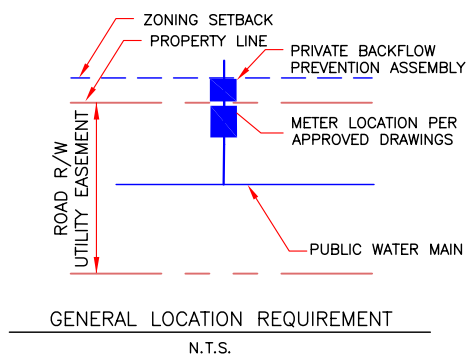 ZONING SETBACK
PROPERTY LINE
PRIVATE BACKFLOW
PREVENTION ASSEMBLY
METER LOCATION PER
APPROVED DRAWINGS
ROAD R/W
UTILITY EASEMENT
PUBLIC WATER MAIN
GENERAL LOCATION REQUIREMENT
N.T.S.